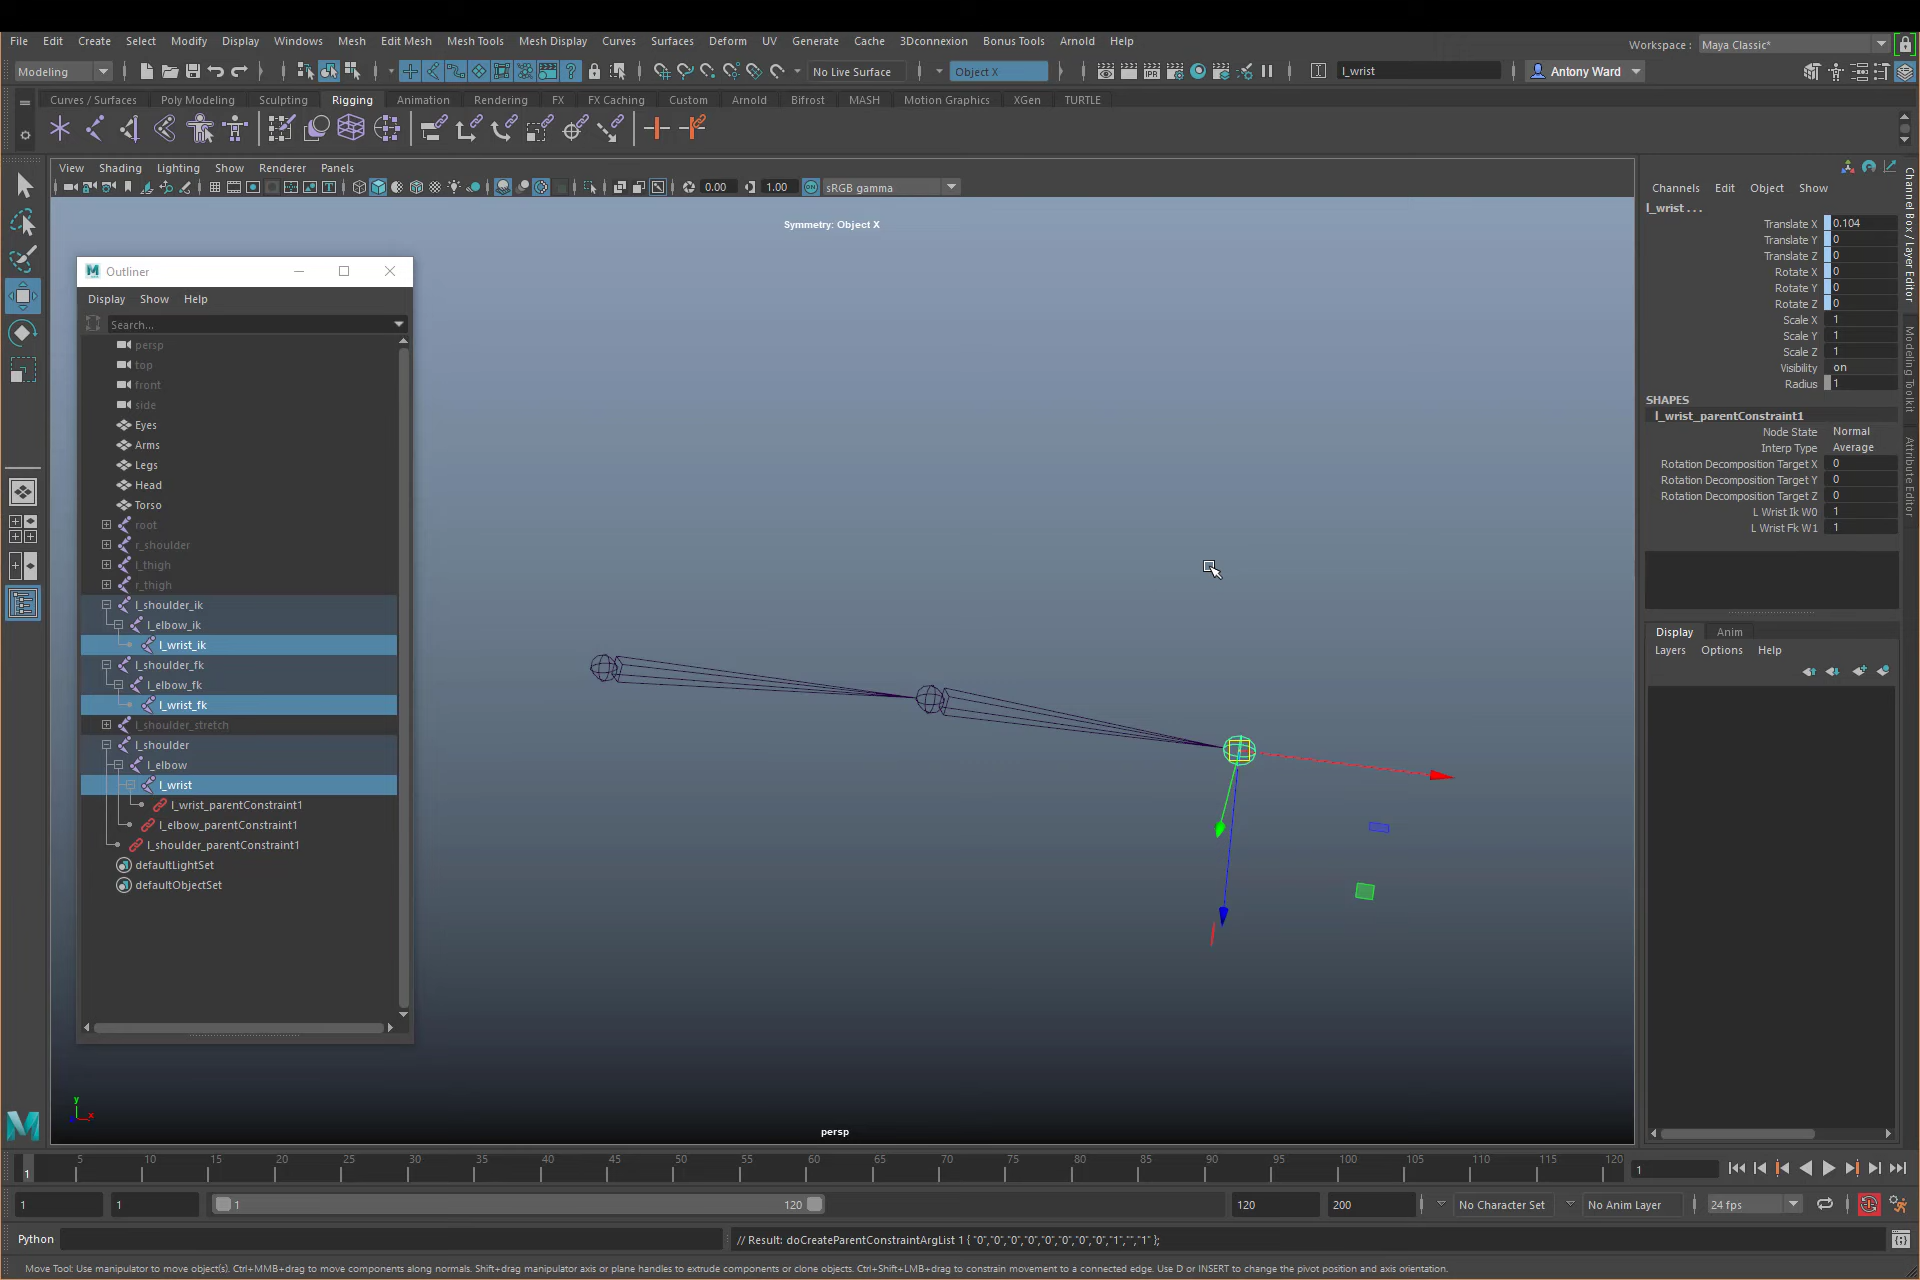 File Edit Create Select Modify Display Windows Mesh Edit Mesh Mesh Tools Mesh Display Curves Surfaces Deform UV Generate Cache 3Dconnexion Bonus Tools Arnold Help
Workspace : Maya Classic*
Modeling No Live Surface Object X l_wrist Antony Ward
Curves / Surfaces Poly Modeling Sculpting Rigging Animation Rendering FX FX Caching Custom Arnold Bifrost MASH Motion Graphics XGen TURTLE
View Shading Lighting Show Renderer Panels
0.00 1.00 ON sRGB gamma
Symmetry: Object X
Outliner
Display Show Help
Search...
persp
top
front
side
Eyes
Arms
Legs
Head
Torso
root
r_shoulder
l_thigh
r_thigh
l_shoulder_ik
l_elbow_ik
l_wrist_ik
l_shoulder_fk
l_elbow_fk
l_wrist_fk
l_shoulder_stretch
l_shoulder
l_elbow
l_wrist
l_wrist_parentConstraint1
l_elbow_parentConstraint1
l_shoulder_parentConstraint1
defaultLightSet
defaultObjectSet
y
x
persp
Channels Edit Object Show
l_wrist . . .
Translate X 0.104
Translate Y 0
Translate Z 0
Rotate X 0
Rotate Y 0
Rotate Z 0
Scale X 1
Scale Y 1
Scale Z 1
Visibility on
Radius 1
SHAPES
l_wrist_parentConstraint1
Node State Normal
Interp Type Average
Rotation Decomposition Target X 0
Rotation Decomposition Target Y 0
Rotation Decomposition Target Z 0
L Wrist Ik W0 1
L Wrist Fk W1 1
Display Anim
Layers Options Help
Channel Box / Layer Editor
Modeling Toolkit
Attribute Editor
1 5 10 15 20 25 30 35 40 45 50 55 60 65 70 75 80 85 90 95 100 105 110 115 120 1
1 1 1 120 120 200 No Character Set No Anim Layer 24 fps
Python // Result: doCreateParentConstraintArgList 1 { "0","0","0","0","0","0","0","0","1","","1" };
Move Tool: Use manipulator to move object(s). Ctrl+MMB+drag to move components along normals. Shift+drag manipulator axis or plane handles to extrude components or clone objects. Ctrl+Shift+LMB+drag to constrain movement to a connected edge. Use D or INSERT to change the pivot position and axis orientation.